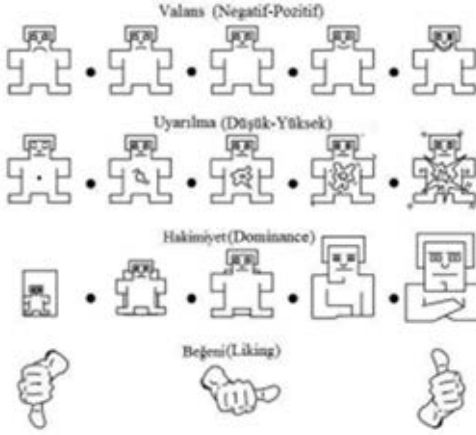 Valans (Negatif-Pozitif)
Uyarılma (Düşük-Yüksek)
Hakimiyet(Dominance)
Beğeni(Liking)